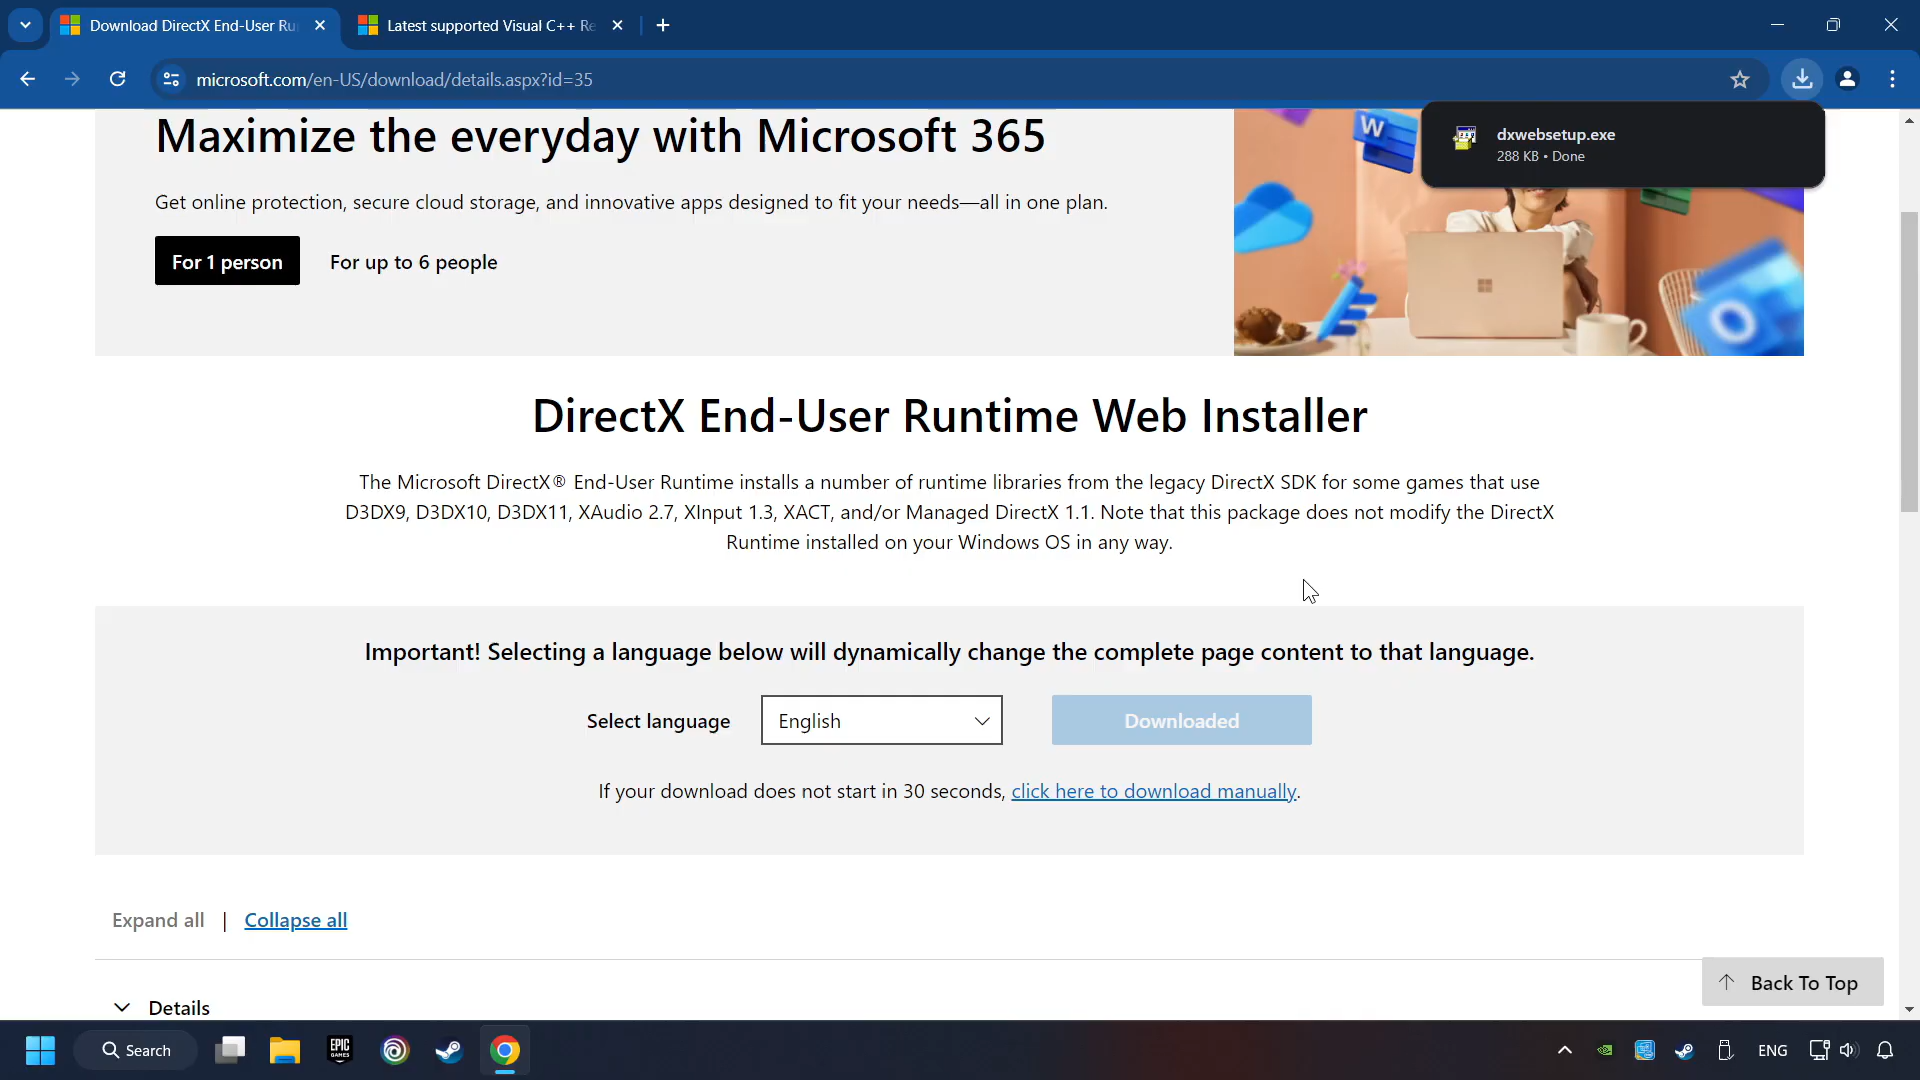 Download DirectX End-User Ru
Latest supported Visual C++ Re
microsoft.com/en-US/download/details.aspx?id=35
dxwebsetup.exe
288 KB • Done
Maximize the everyday with Microsoft 365
Get online protection, secure cloud storage, and innovative apps designed to fit your needs—all in one plan.
For 1 person
For up to 6 people
DirectX End-User Runtime Web Installer
The Microsoft DirectX® End-User Runtime installs a number of runtime libraries from the legacy DirectX SDK for some games that use
D3DX9, D3DX10, D3DX11, XAudio 2.7, XInput 1.3, XACT, and/or Managed DirectX 1.1. Note that this package does not modify the DirectX
Runtime installed on your Windows OS in any way.
Important! Selecting a language below will dynamically change the complete page content to that language.
Select language
English
Downloaded
If your download does not start in 30 seconds, click here to download manually.
Expand all | Collapse all
Back To Top
Details
Search
EPIC
GAMES
ENG